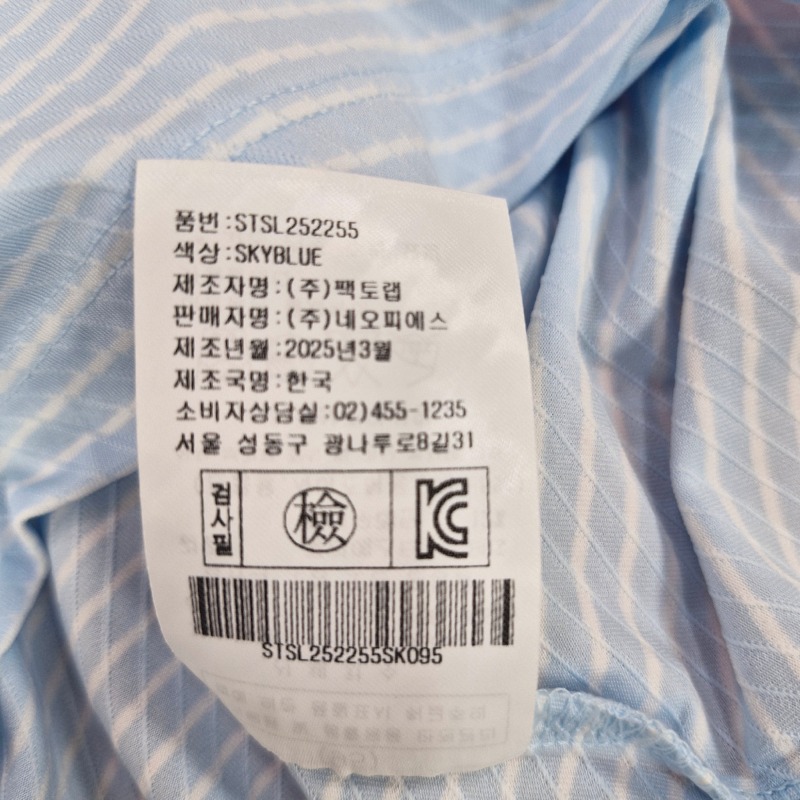 품번:STSL252255
색상:SKYBLUE
제조자명:(주)팩토랩
판매자명:(주)네오피에스
제조년월:2025년3월
제조국명:한국
소비자상담실:02)455-1235
서울 성동구 광나루로8길31
검사필
檢
KC
STSL252255SK095